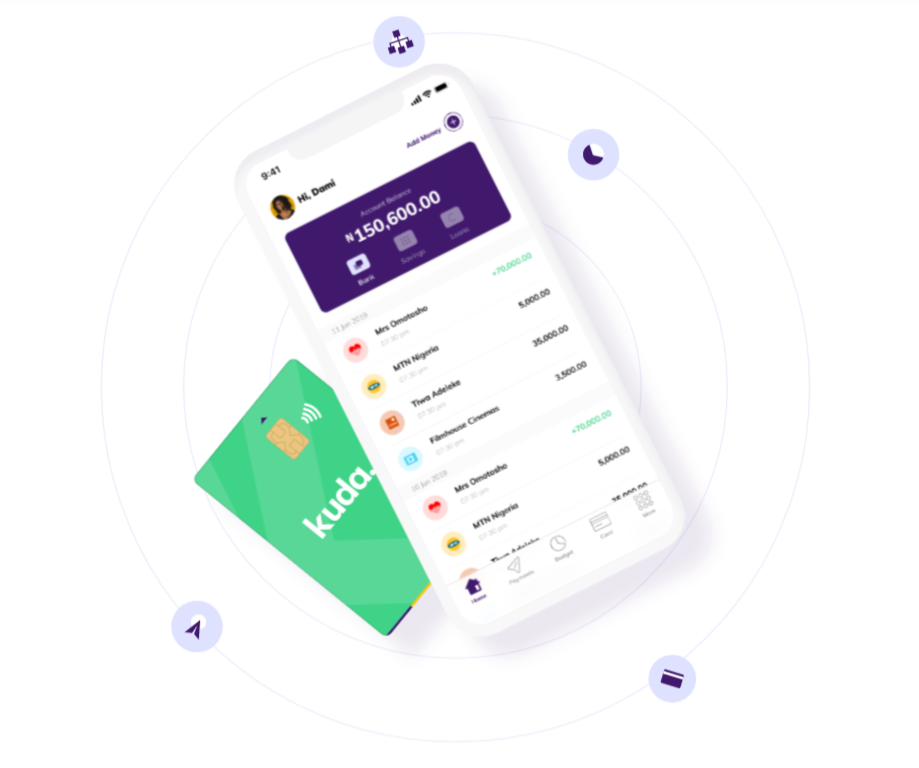 9:41
Add Money
Hi, Dami
Account Balance
₦150,600.00
Bank
Savings
Loans
11 Jun 2019
+70,000.00
Mrs Omotosho
07:30 pm
5,000.00
MTN Nigeria
07:30 pm
35,000.00
Tiwa Adeleke
07:30 pm
3,500.00
Filmhouse Cinemas
07:30 pm
10 Jun 2019
+70,000.00
Mrs Omotosho
07:30 pm
5,000.00
MTN Nigeria
07:30 pm
35,000.00
Tiwa Adeleke
Home
Payments
Budget
Card
More
kuda.